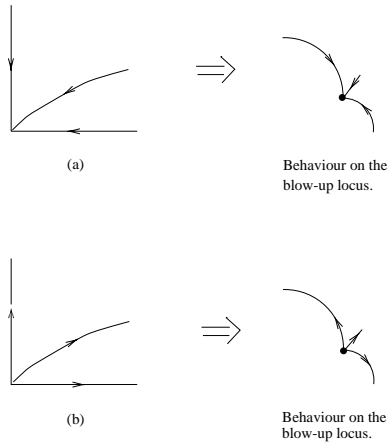 (a)
Behaviour on the
blow-up locus.
(b)
Behaviour on the
blow-up locus.